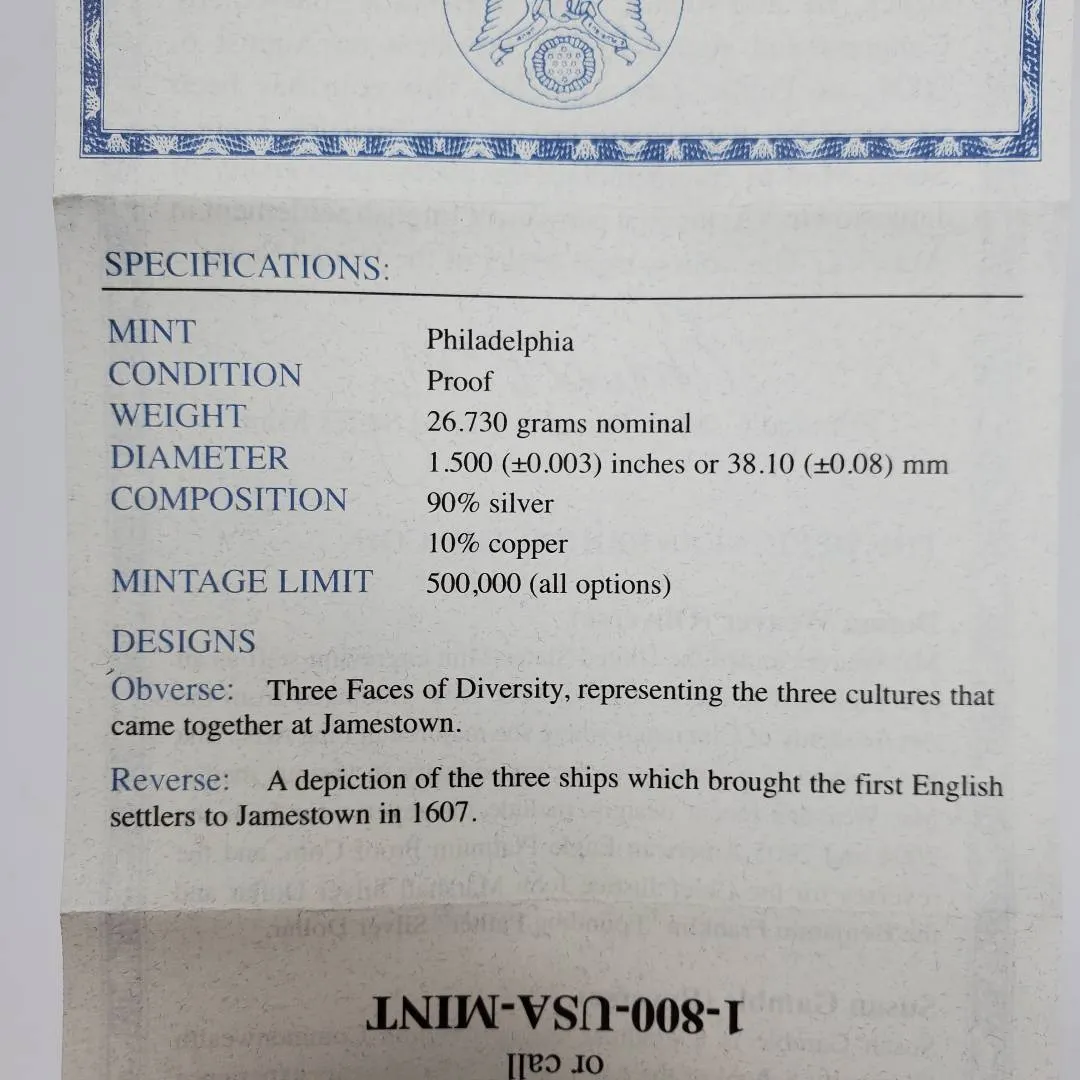 SPECIFICATIONS:
MINT Philadelphia
CONDITION Proof
WEIGHT 26.730 grams nominal
DIAMETER 1.500 (±0.003) inches or 38.10 (±0.08) mm
COMPOSITION 90% silver
10% copper
MINTAGE LIMIT 500,000 (all options)
DESIGNS
Obverse: Three Faces of Diversity, representing the three cultures that
came together at Jamestown.
Reverse: A depiction of the three ships which brought the first English
settlers to Jamestown in 1607.
or call
1-800-USA-MINT